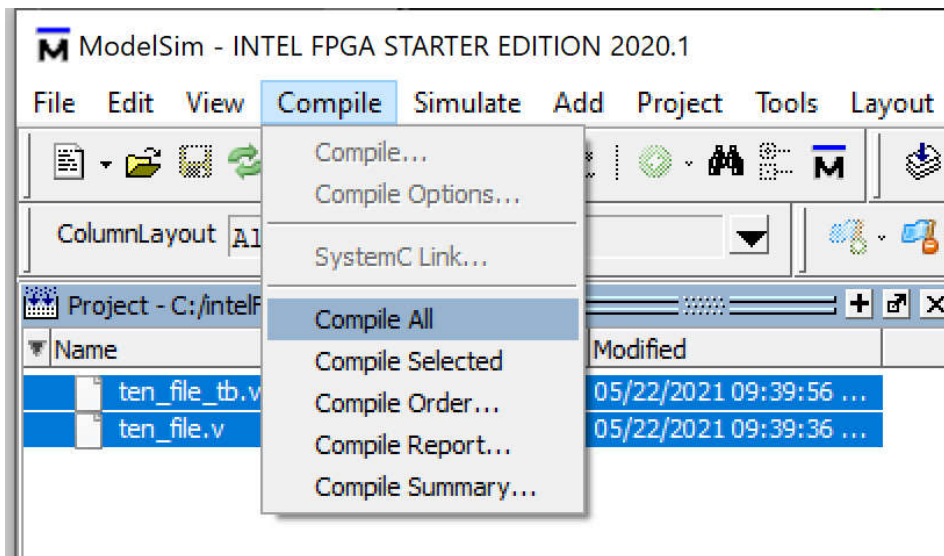 ModelSim - INTEL FPGA STARTER EDITION 2020.1
File Edit View Compile Simulate Add Project Tools Layout
Compile...
Compile Options...
ColumnLayout Al
SystemC Link...
Project - C:/intelF
Compile All
Name Modified
Compile Selected
ten_file_tb.v 05/22/2021 09:39:56 ...
Compile Order...
ten_file.v 05/22/2021 09:39:36 ...
Compile Report...
Compile Summary...